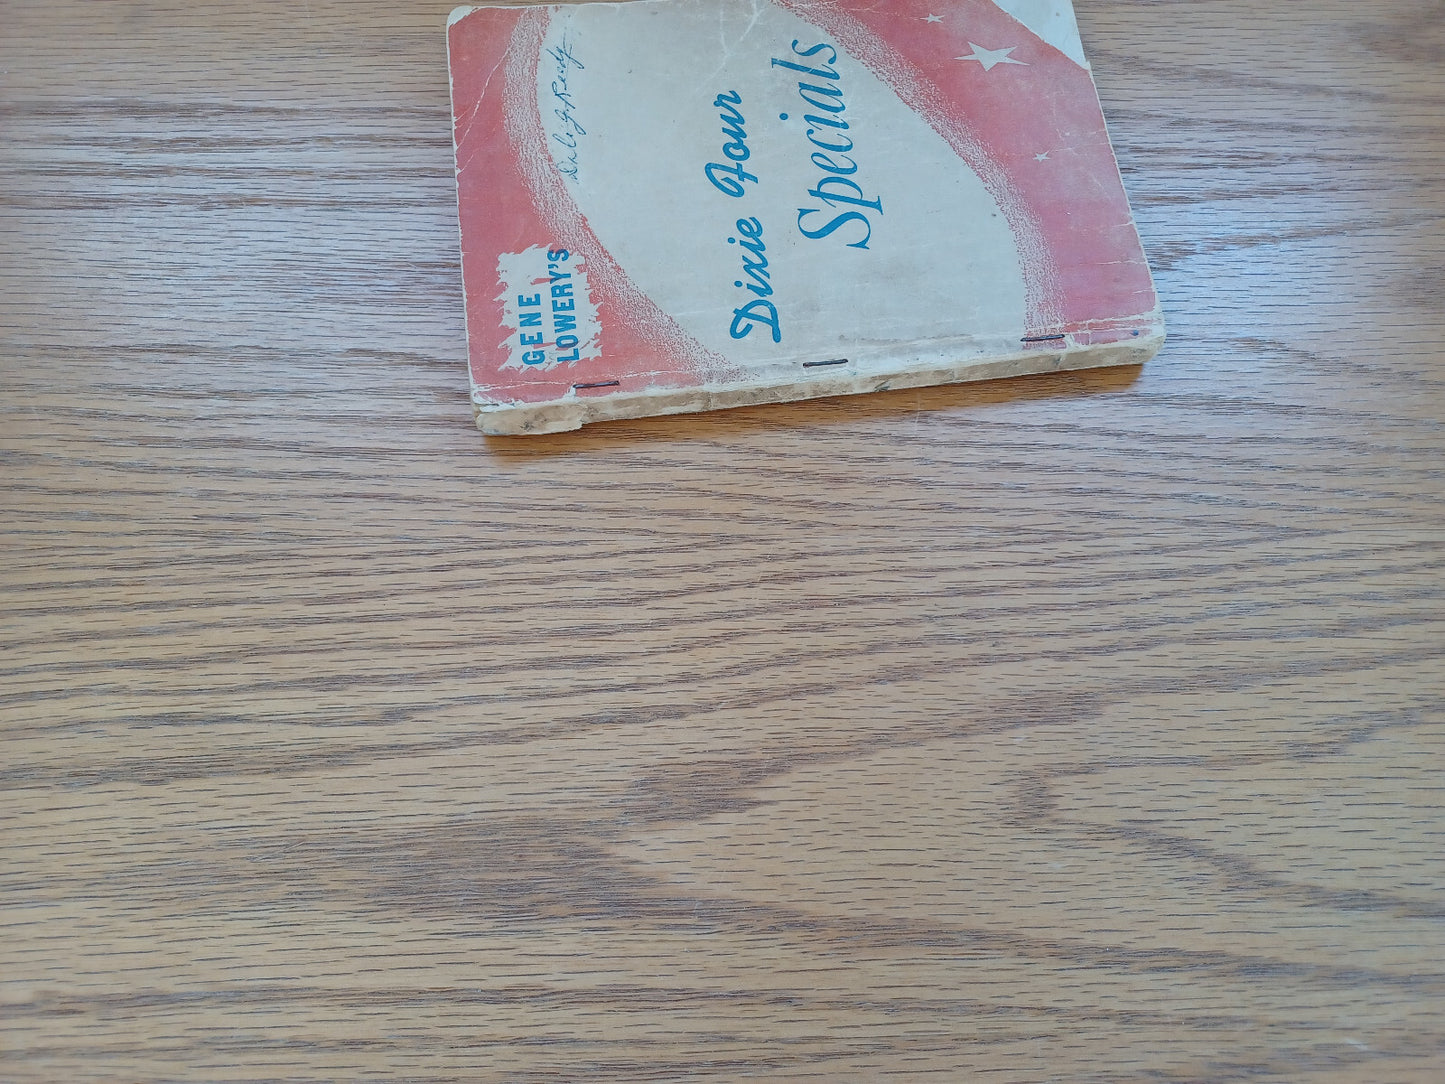 GENE
LOWERY'S
Dixie Four
Specials